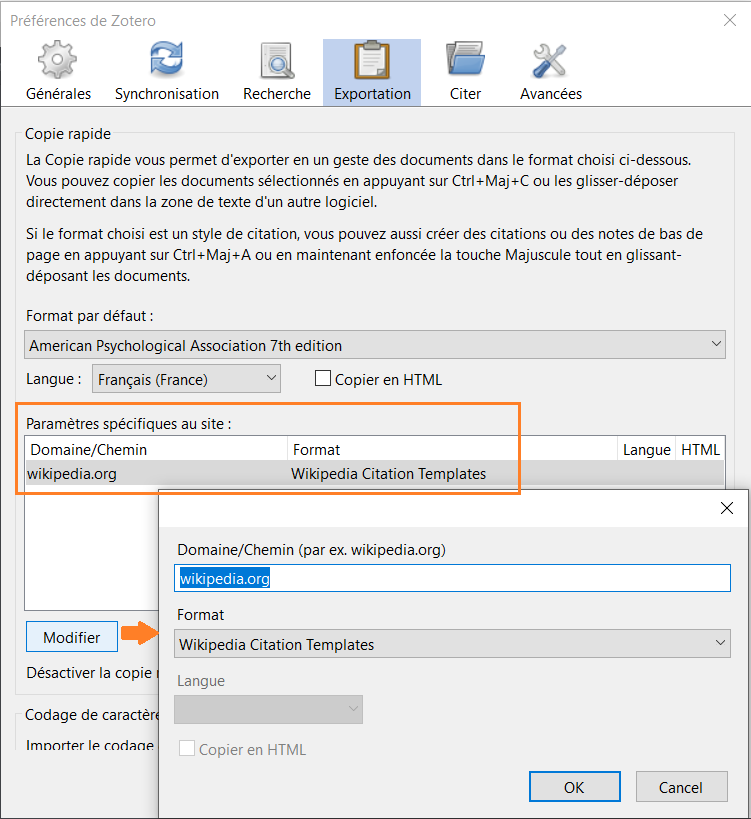 Préférences de Zotero
Générales Synchronisation Recherche Exportation Citer Avancées
Copie rapide
La Copie rapide vous permet d'exporter en un geste des documents dans le format choisi ci-dessous.
Vous pouvez copier les documents sélectionnés en appuyant sur Ctrl+Maj+C ou les glisser-déposer
directement dans la zone de texte d'un autre logiciel.
Si le format choisi est un style de citation, vous pouvez aussi créer des citations ou des notes de bas de
page en appuyant sur Ctrl+Maj+A ou en maintenant enfoncée la touche Majuscule tout en glissant-
déposant les documents.
Format par défaut :
American Psychological Association 7th edition
Langue : Français (France) Copier en HTML
Paramètres spécifiques au site :
Domaine/Chemin Format Langue HTML
wikipedia.org Wikipedia Citation Templates
Domaine/Chemin (par ex. wikipedia.org)
wikipedia.org
Format
Wikipedia Citation Templates
Langue
Copier en HTML
OK Cancel
Modifier
Désactiver la copie
Codage de caractère
Importer le codage